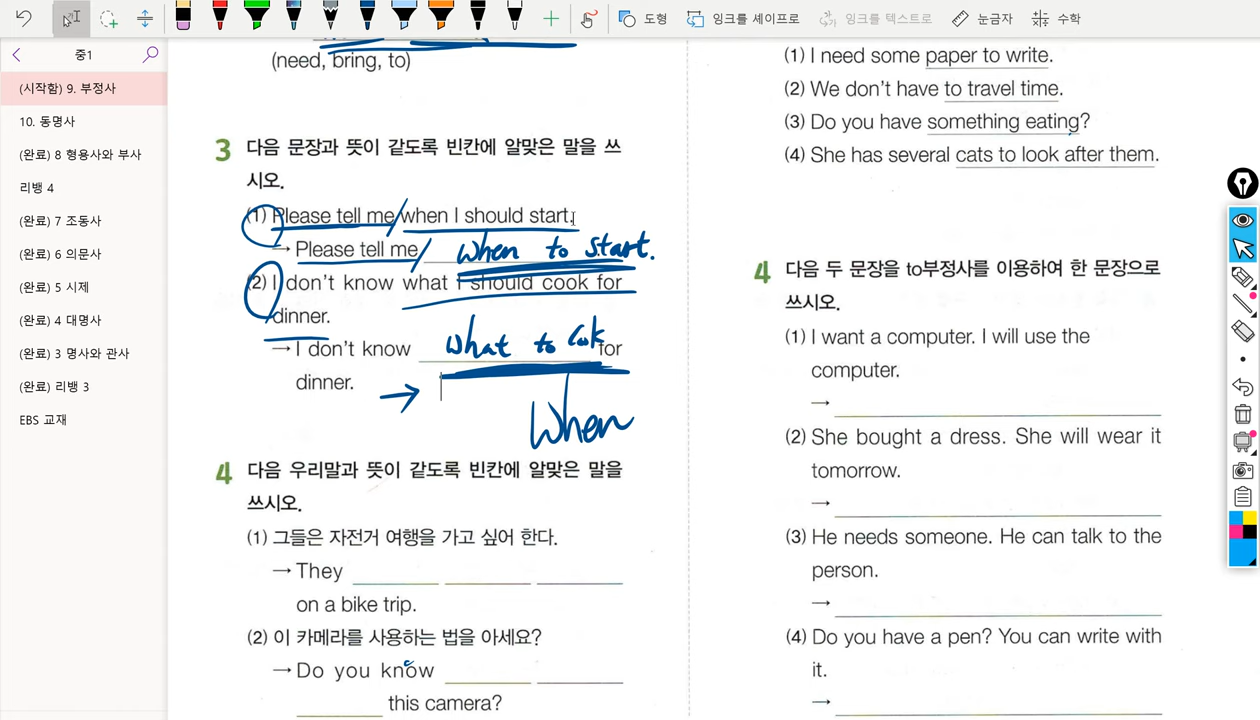 도형
잉크를 셰이프로
잉크를 텍스트로
눈금자
수학
중1
(시작함) 9. 부정사
10. 동명사
(완료) 8 형용사와 부사
리뱅 4
(완료) 7 조동사
(완료) 6 의문사
(완료) 5 시제
(완료) 4 대명사
(완료) 3 명사와 관사
(완료) 리뱅 3
EBS 교재
(need, bring, to)
3 다음 문장과 뜻이 같도록 빈칸에 알맞은 말을 쓰
시오.
(1) Please tell me / when I should start.
→ Please tell me / when to start.
(2) I don't know what I should cook for
dinner.
→ I don't know what to cook for
dinner.
→ When
4 다음 우리말과 뜻이 같도록 빈칸에 알맞은 말을
쓰시오.
(1) 그들은 자전거 여행을 가고 싶어 한다.
→ They
on a bike trip.
(2) 이 카메라를 사용하는 법을 아세요?
→ Do you know
this camera?
(1) I need some paper to write.
(2) We don't have to travel time.
(3) Do you have something eating?
(4) She has several cats to look after them.
4 다음 두 문장을 to부정사를 이용하여 한 문장으로
쓰시오.
(1) I want a computer. I will use the
computer.
→
(2) She bought a dress. She will wear it
tomorrow.
→
(3) He needs someone. He can talk to the
person.
→
(4) Do you have a pen? You can write with
it.
→